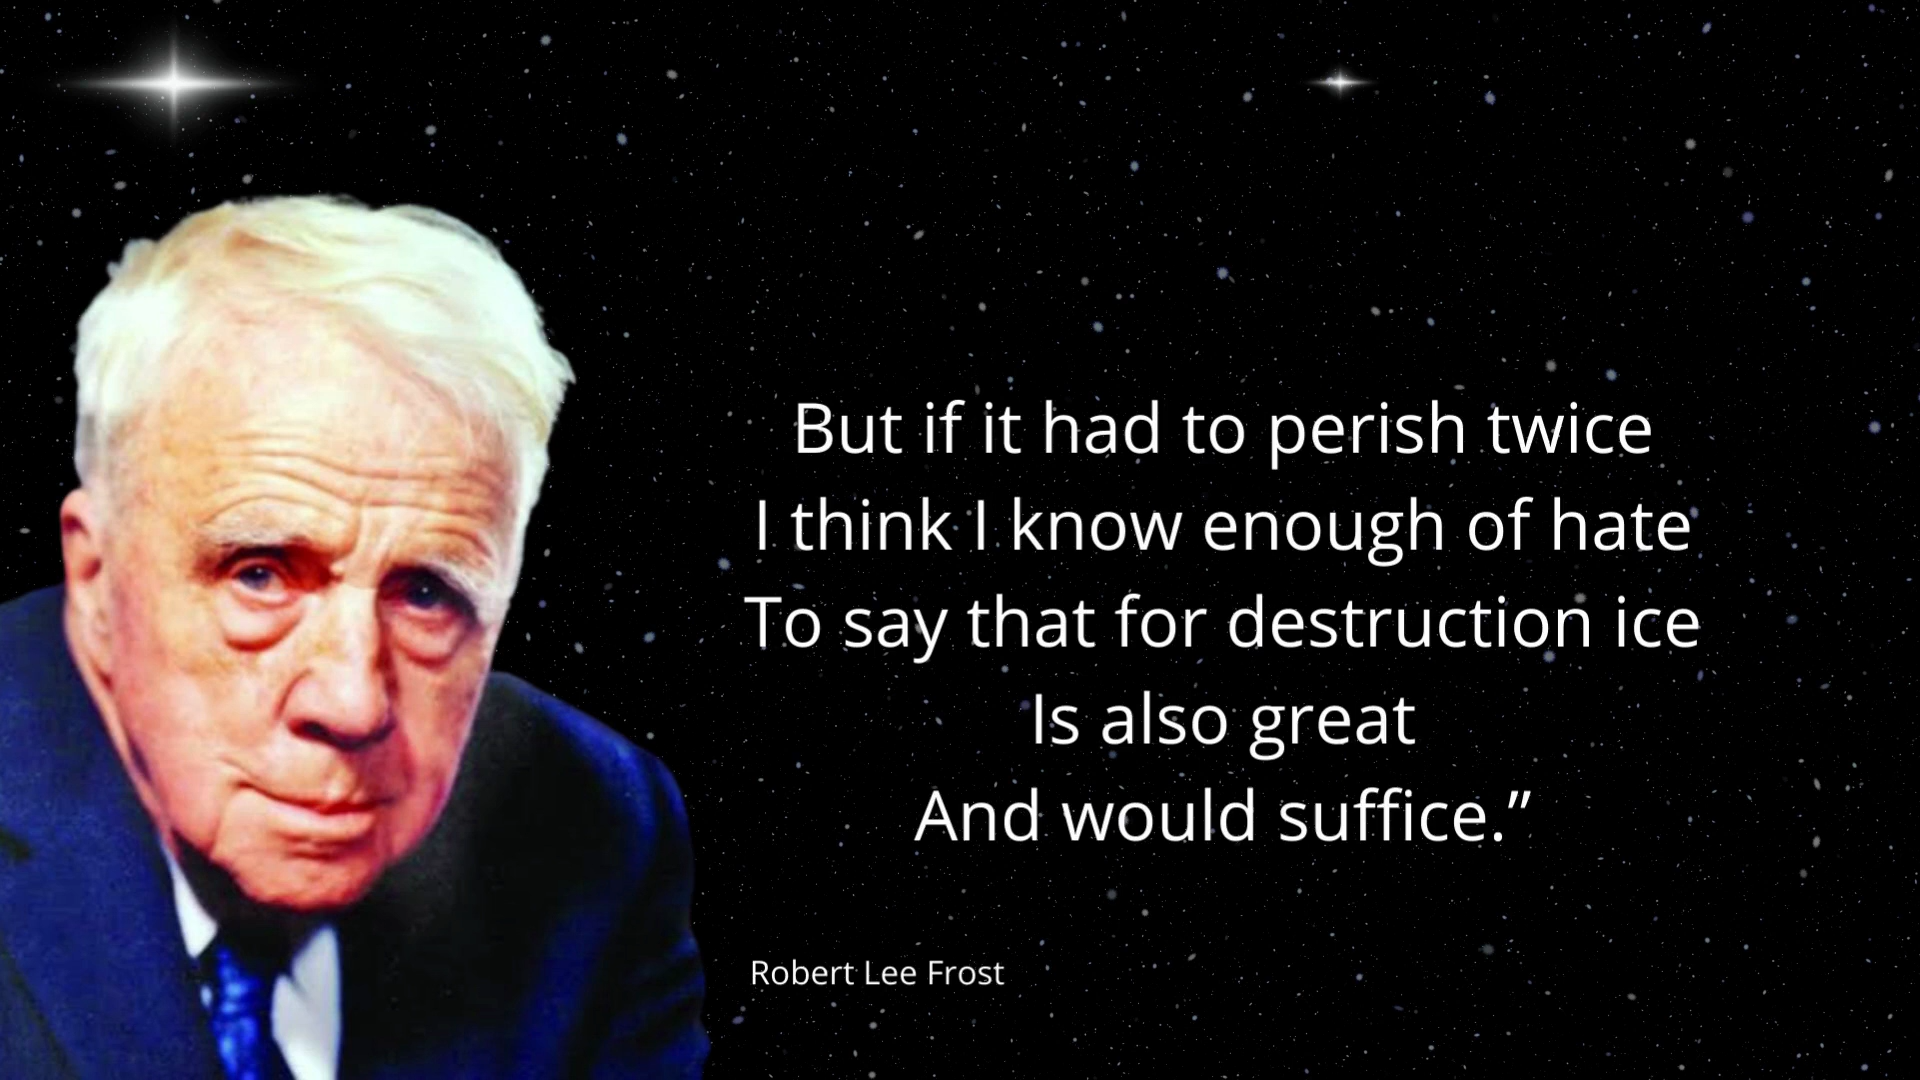 But if it had to perish twice
I think I know enough of hate
To say that for destruction ice
Is also great
And would suffice.”
Robert Lee Frost